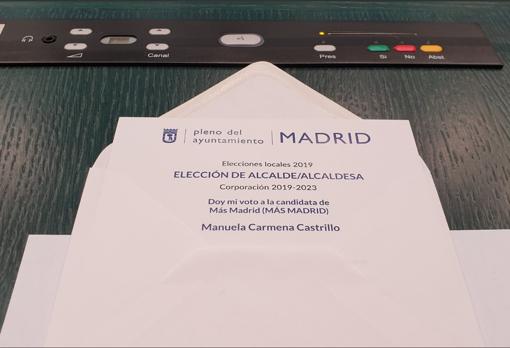 Canal
Pres
Si
No
Abst.
pleno del
ayuntamiento
MADRID
Elecciones locales 2019
ELECCIÓN DE ALCALDE/ALCALDESA
Corporación 2019-2023
Doy mi voto a la candidata de
Más Madrid (MÁS MADRID)
Manuela Carmena Castrillo